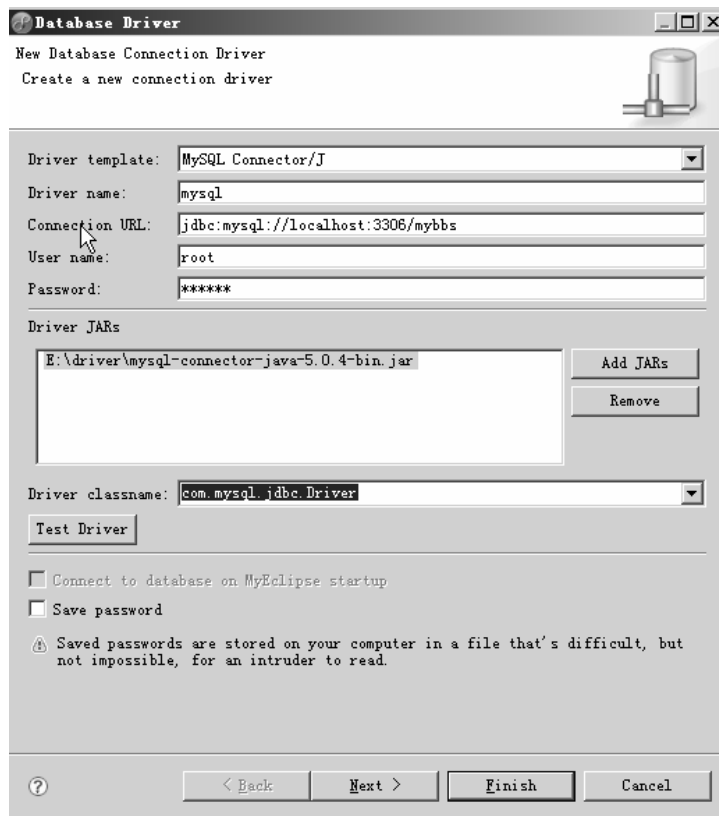 Database Driver
New Database Connection Driver
Create a new connection driver
Driver template: MySQL Connector/J
Driver name: mysql
Connection URL: jdbc:mysql://localhost:3306/mybbs
User name: root
Password: ******
Driver JARs
E:\driver\mysql-connector-java-5.0.4-bin.jar
Add JARs
Remove
Driver classname: com.mysql.jdbc.Driver
Test Driver
Connect to database on MyEclipse startup
Save password
Saved passwords are stored on your computer in a file that's difficult, but
not impossible, for an intruder to read.
? < Back Next > Finish Cancel